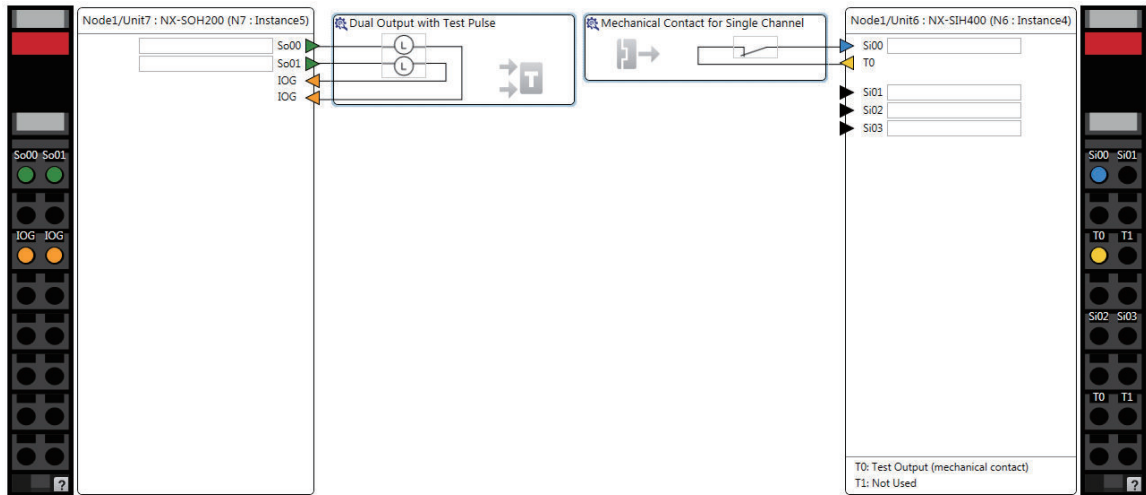 Node1/Unit7 : NX-SOH200 (N7 : Instance5)
So00
So01
IOG
IOG
Dual Output with Test Pulse
L
L
T
Mechanical Contact for Single Channel
Node1/Unit6 : NX-SIH400 (N6 : Instance4)
Si00
T0
Si01
Si02
Si03
So00 So01
IOG IOG
?
Si00 Si01
T0 T1
Si02 Si03
T0 T1
?
T0: Test Output (mechanical contact)
T1: Not Used